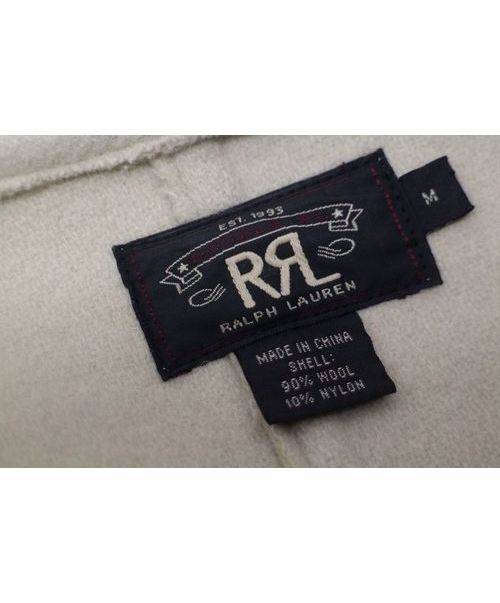 EST. 1993
RRL
RALPH LAUREN
M
MADE IN CHINA
SHELL:
90% WOOL
10% NYLON